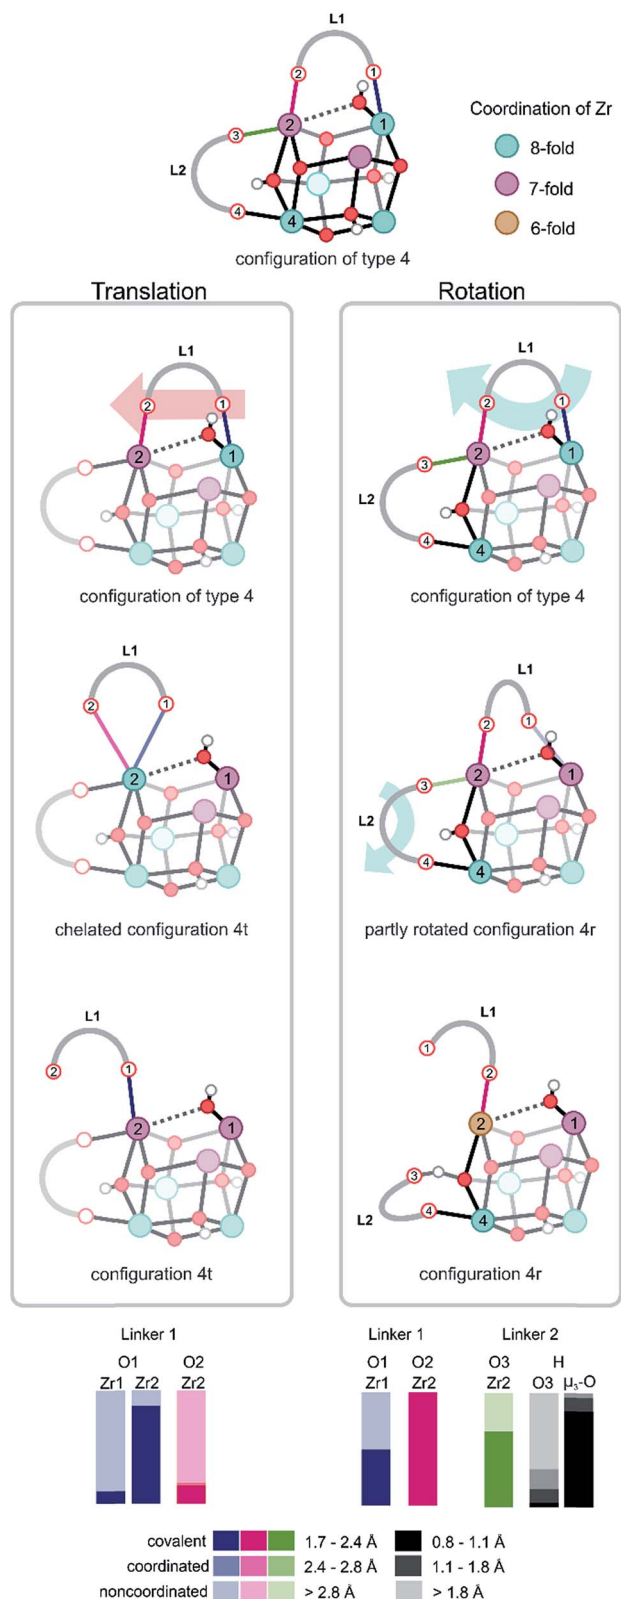 L1
2
1
2
1
3
L2
4
4
configuration of type 4
Coordination of Zr
8-fold
7-fold
6-fold
Translation
L1
2
1
2
1
configuration of type 4
L1
2
1
2
1
chelated configuration 4t
L1
2
1
2
1
configuration 4t
Rotation
L1
2
1
2
1
3
L2
4
4
configuration of type 4
L1
2
1
2
1
3
L2
4
4
partly rotated configuration 4r
L1
1
2
2
1
3
4
L2
4
configuration 4r
Linker 1
O1 O2
Zr1 Zr2 Zr2
Linker 1 Linker 2
O1 O2 O3 H
Zr1 Zr2 Zr2 O3 μ₃-O
covalent 1.7 - 2.4 Å 0.8 - 1.1 Å
coordinated 2.4 - 2.8 Å 1.1 - 1.8 Å
noncoordinated > 2.8 Å > 1.8 Å